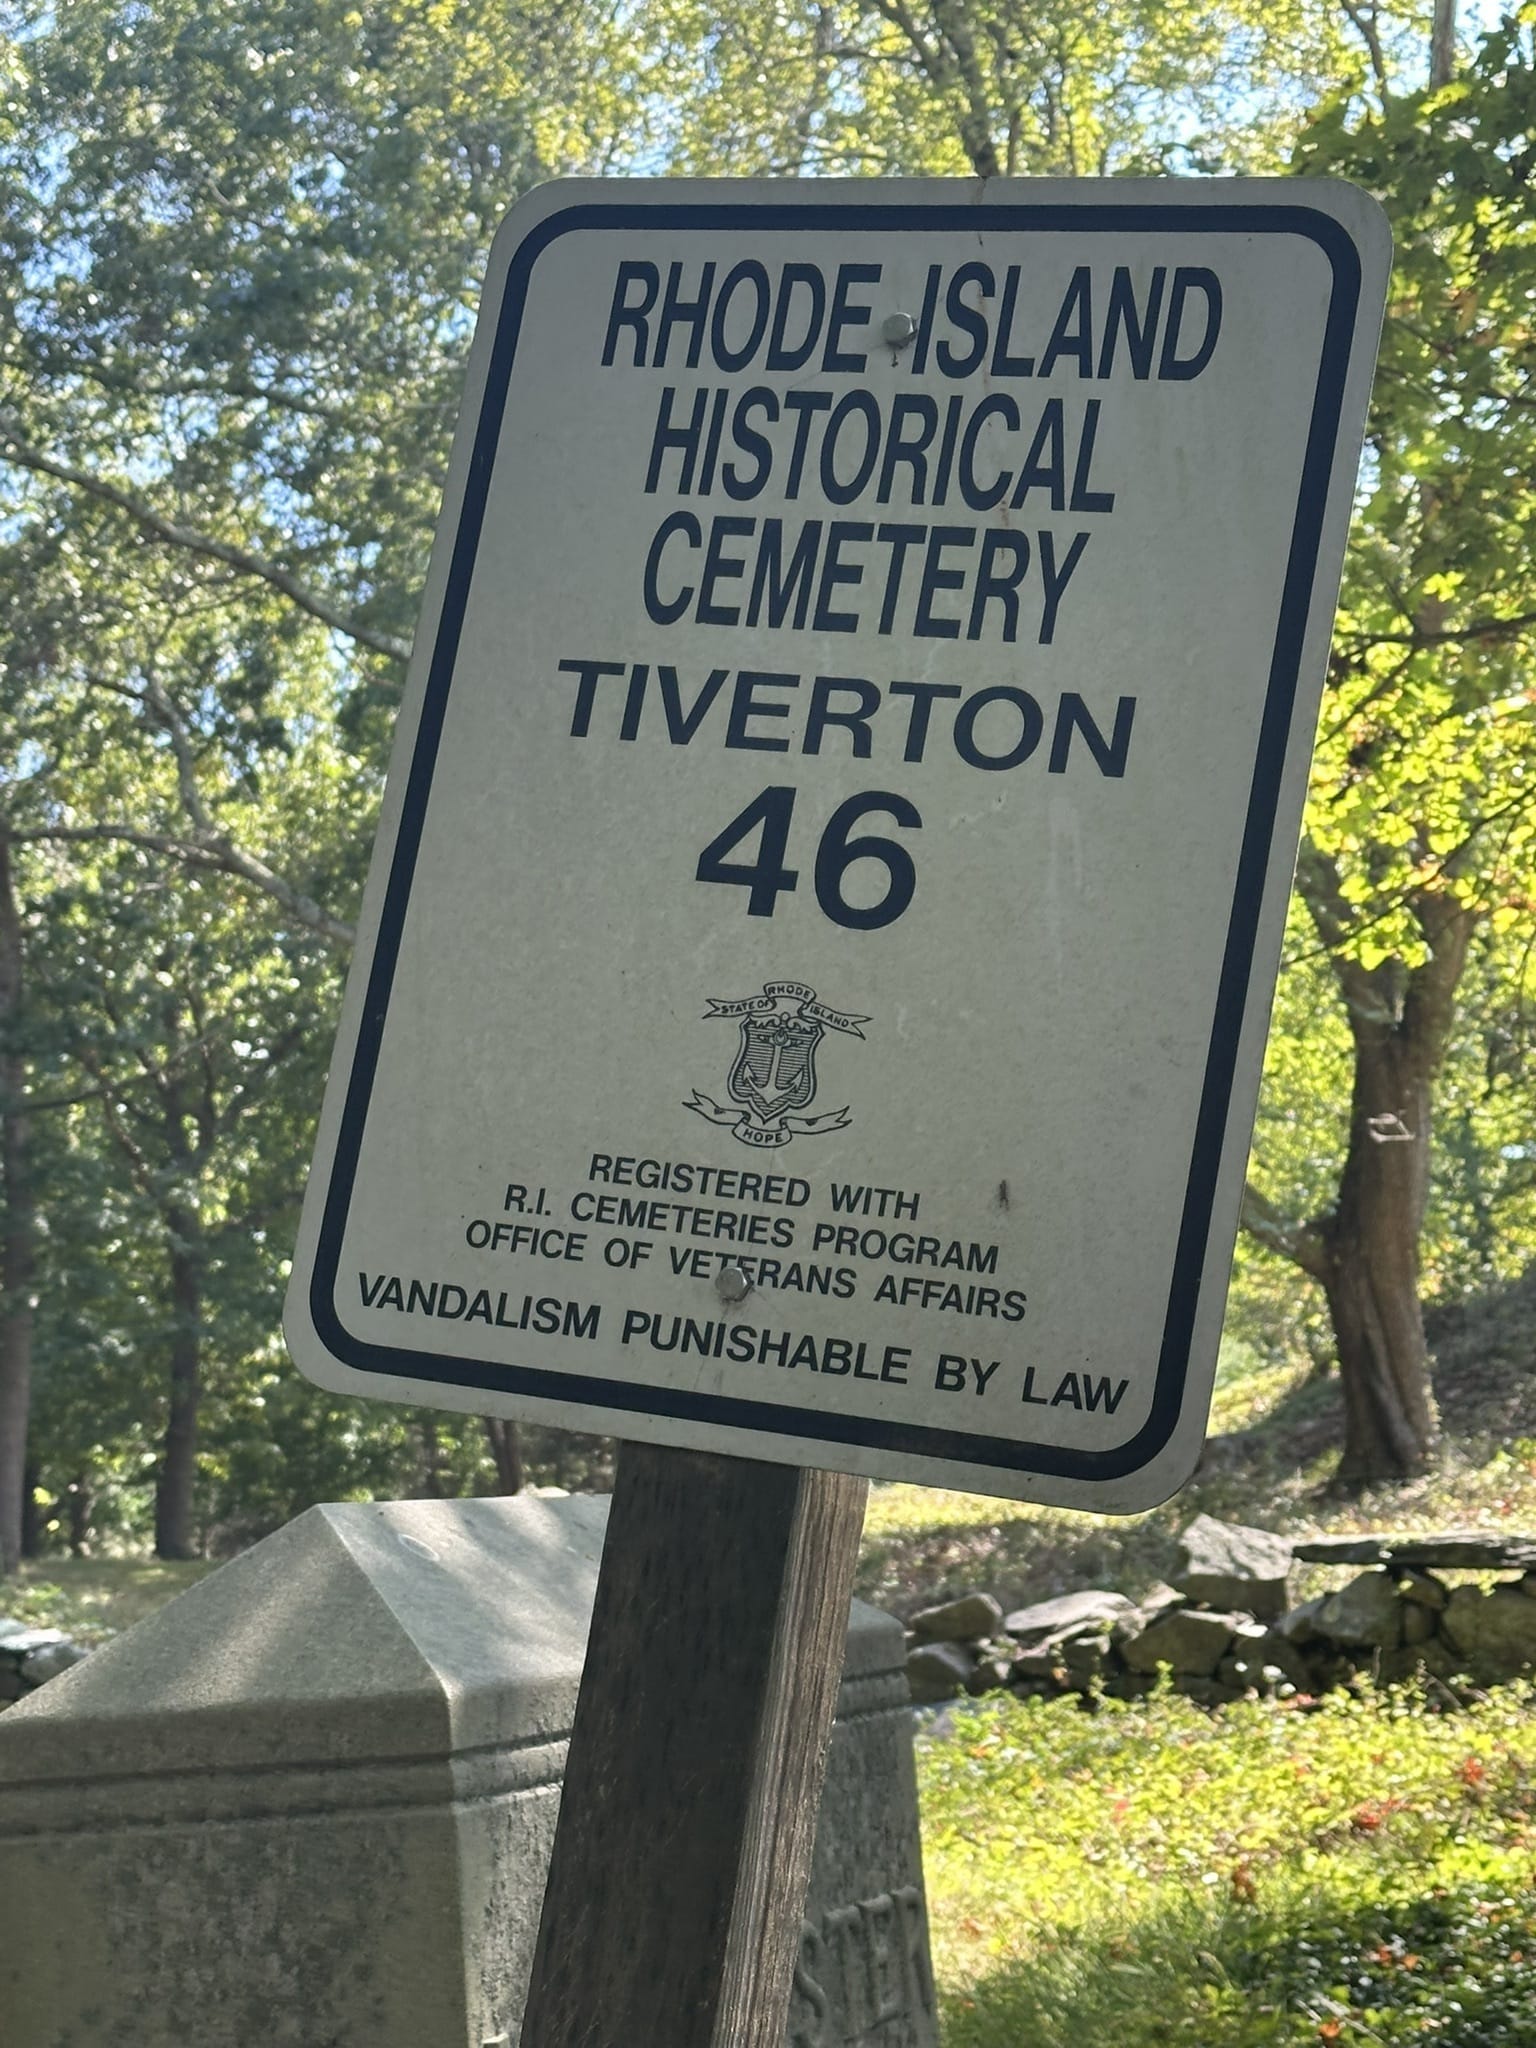 RHODE ISLAND
HISTORICAL
CEMETERY
TIVERTON
46
STATE OF RHODE ISLAND
HOPE
REGISTERED WITH
R.I. CEMETERIES PROGRAM
OFFICE OF VETERANS AFFAIRS
VANDALISM PUNISHABLE BY LAW